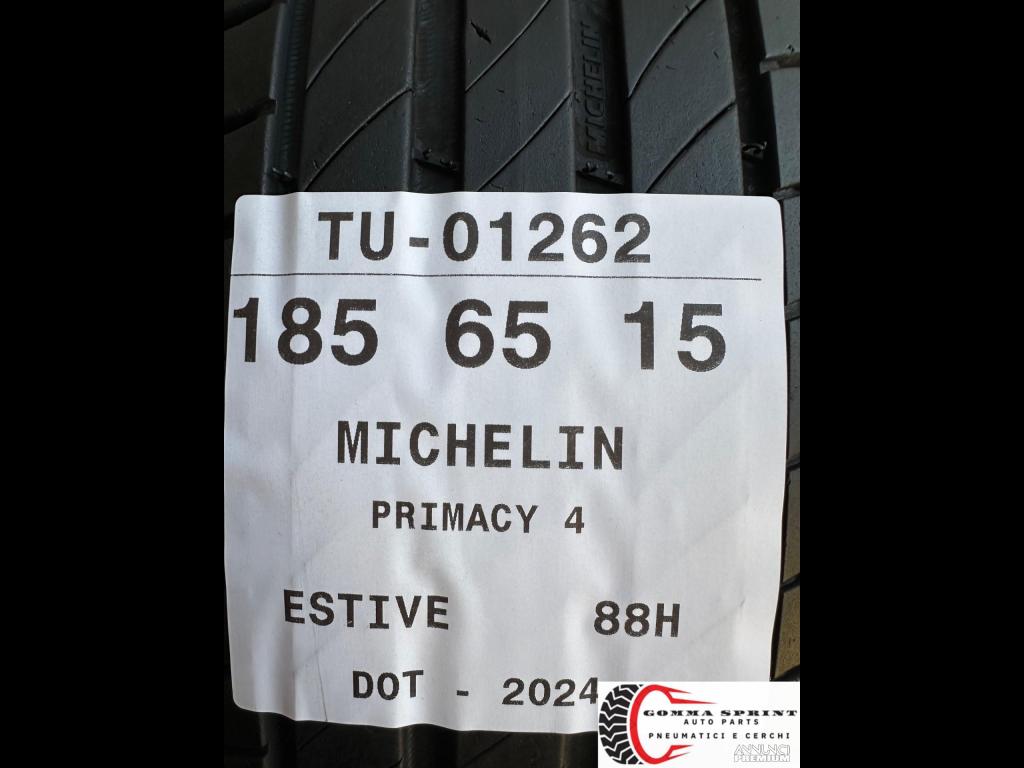 MICHELIN
TU-01262
185 65 15
MICHELIN
PRIMACY 4
ESTIVE 88H
DOT - 2024
GOMMA SPRINT
AUTO PARTS
PNEUMATICI E CERCHI
ANNUNCI
PREMIUM